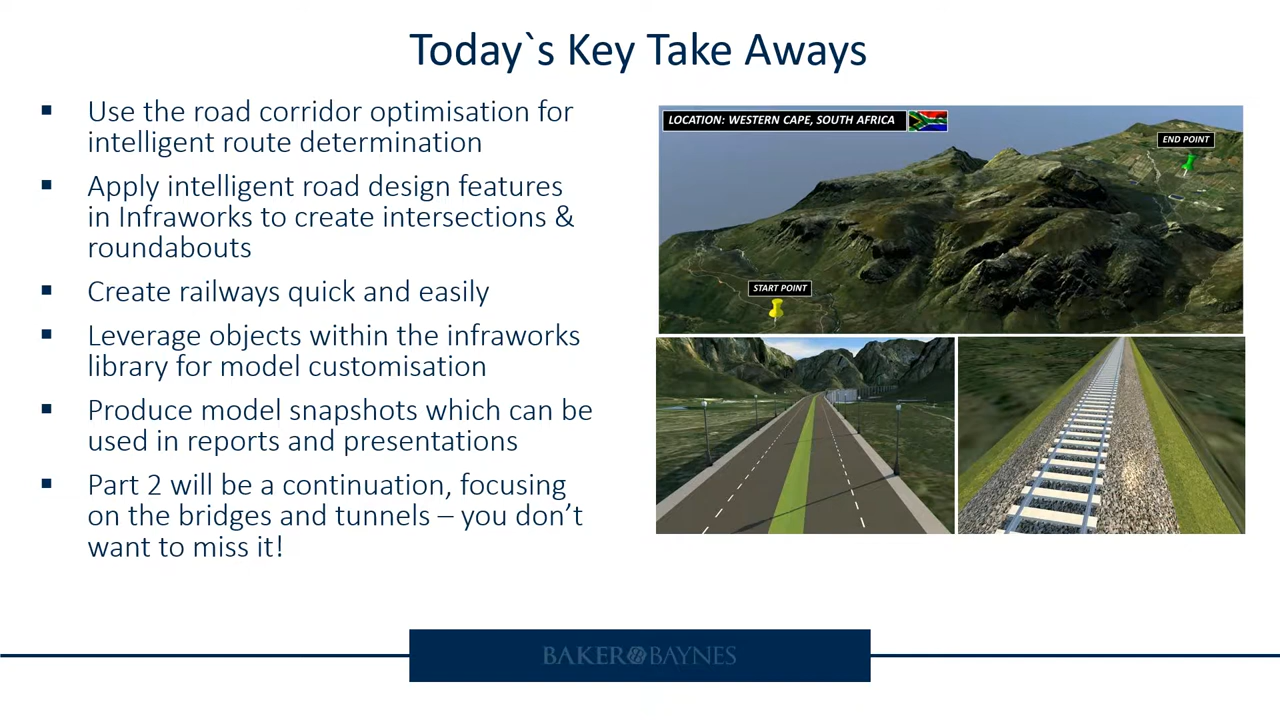 Today`s Key Take Aways
▪ Use the road corridor optimisation for
intelligent route determination
▪ Apply intelligent road design features
in Infraworks to create intersections &
roundabouts
▪ Create railways quick and easily
▪ Leverage objects within the infraworks
library for model customisation
▪ Produce model snapshots which can be
used in reports and presentations
▪ Part 2 will be a continuation, focusing
on the bridges and tunnels – you don’t
want to miss it!
LOCATION: WESTERN CAPE, SOUTH AFRICA
END POINT
START POINT
BAKER BAYNES